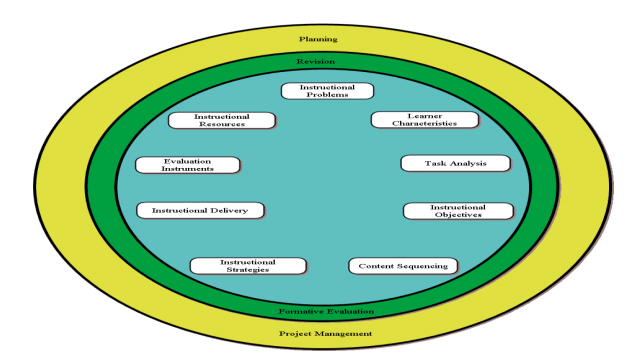 Planning
Revision
Instructional
Problems
Instructional
Resources
Learner
Characteristics
Evaluation
Instruments
Task Analysis
Instructional Delivery
Instructional
Objectives
Instructional
Strategies
Content Sequencing
Formative Evaluation
Project Management